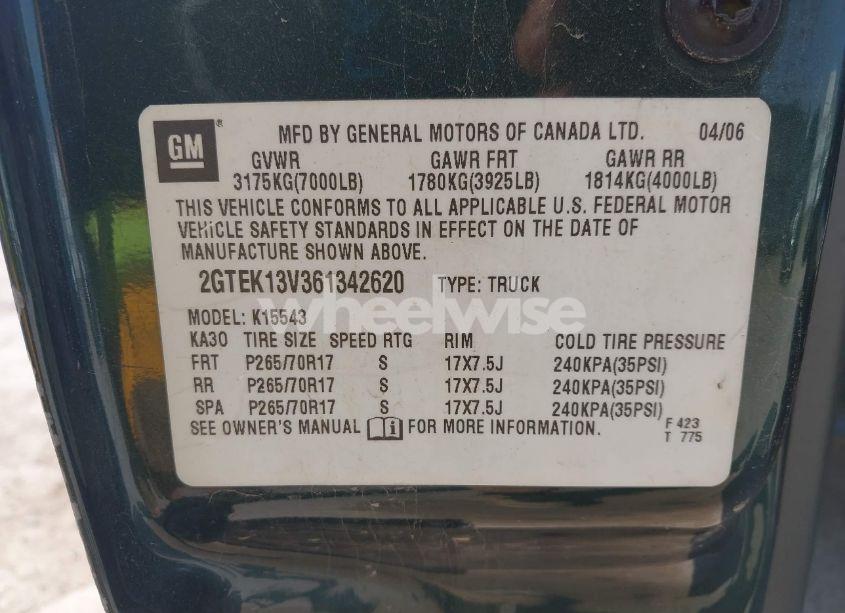 GM ® MFD BY GENERAL MOTORS OF CANADA LTD. 04/06
GVWR GAWR FRT GAWR RR
3175KG(7000LB) 1780KG(3925LB) 1814KG(4000LB)
THIS VEHICLE CONFORMS TO ALL APPLICABLE U.S. FEDERAL MOTOR
VEHICLE SAFETY STANDARDS IN EFFECT ON THE DATE OF
MANUFACTURE SHOWN ABOVE.
2GTEK13V361342620 TYPE: TRUCK
wheelwise
MODEL: K15543
KA30 TIRE SIZE SPEED RTG RIM COLD TIRE PRESSURE
FRT P265/70R17 S 17X7.5J 240KPA(35PSI)
RR P265/70R17 S 17X7.5J 240KPA(35PSI)
SPA P265/70R17 S 17X7.5J 240KPA(35PSI)
SEE OWNER'S MANUAL i FOR MORE INFORMATION. F 423
T 775